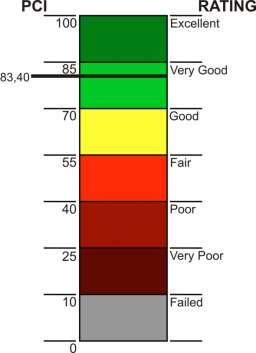 PCI RATING
100 Excellent
85 Very Good
83,40
70 Good
55 Fair
40 Poor
25 Very Poor
10 Failed
0